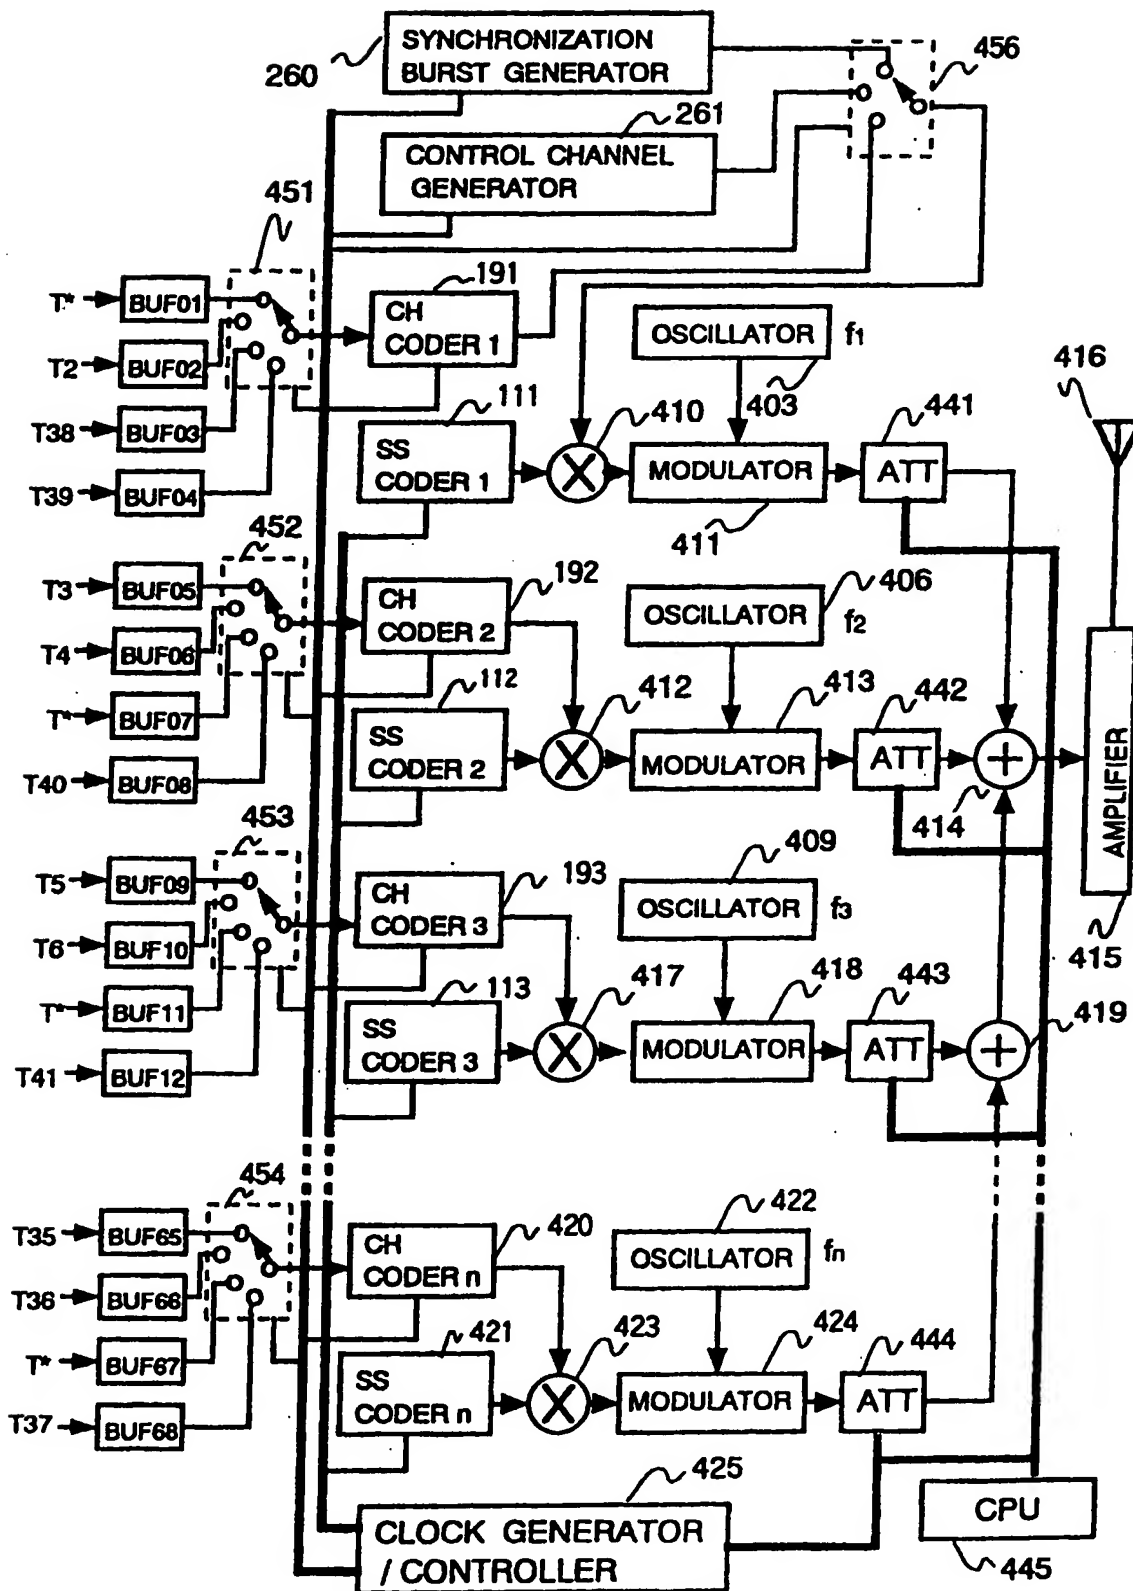 SYNCHRONIZATION
BURST GENERATOR
260
456
261
CONTROL CHANNEL
GENERATOR
451
T*
BUF01
T2
BUF02
T38
BUF03
T39
BUF04
191
CH
CODER 1
OSCILLATOR
f1
403
111
SS
CODER 1
410
MODULATOR
411
441
ATT
416
452
T3
BUF05
T4
BUF06
T*
BUF07
T40
BUF08
192
CH
CODER 2
OSCILLATOR
f2
406
112
SS
CODER 2
412
413
MODULATOR
442
ATT
414
AMPLIFIER
415
453
T5
BUF09
T6
BUF10
T*
BUF11
T41
BUF12
193
CH
CODER 3
409
OSCILLATOR
f3
113
SS
CODER 3
417
418
MODULATOR
443
ATT
419
454
T35
BUF65
T36
BUF66
T*
BUF67
T37
BUF68
420
CH
CODER n
422
OSCILLATOR
fn
421
SS
CODER n
423
424
MODULATOR
444
ATT
425
CLOCK GENERATOR
/ CONTROLLER
CPU
445